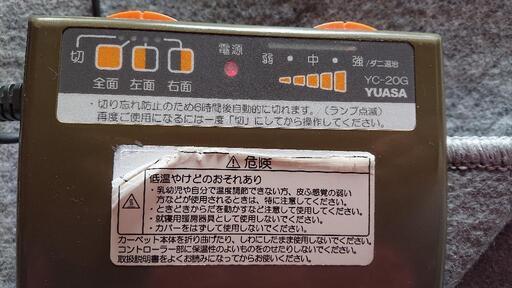 電源
切
弱 ・ 中 ・ 強/ダニ退治
全面 左面 右面
YC-20G
YUASA
・切り忘れ防止のため6時間後自動的に切れます。(ランプ点滅)
再度ご使用になるには一度「切」にしてから操作してください。
⚠ 危険
低温やけどのおそれあり
・乳幼児や自分で温度調節できない方、皮ふ感覚の弱い
方などが使用されるときは、特に注意してください。
・ときどきからだを動かすなど注意して使用してください。
・就寝用暖房器具として使用しないでください。
・カバーをはずして使用しないでください。
カーペット本体を折り曲げたり、しわにしたまま使用しないでください。
コントローラー部に保温性のよいものをのせたりしないでください。
取扱説明書をよくお読みになってからお使いください。